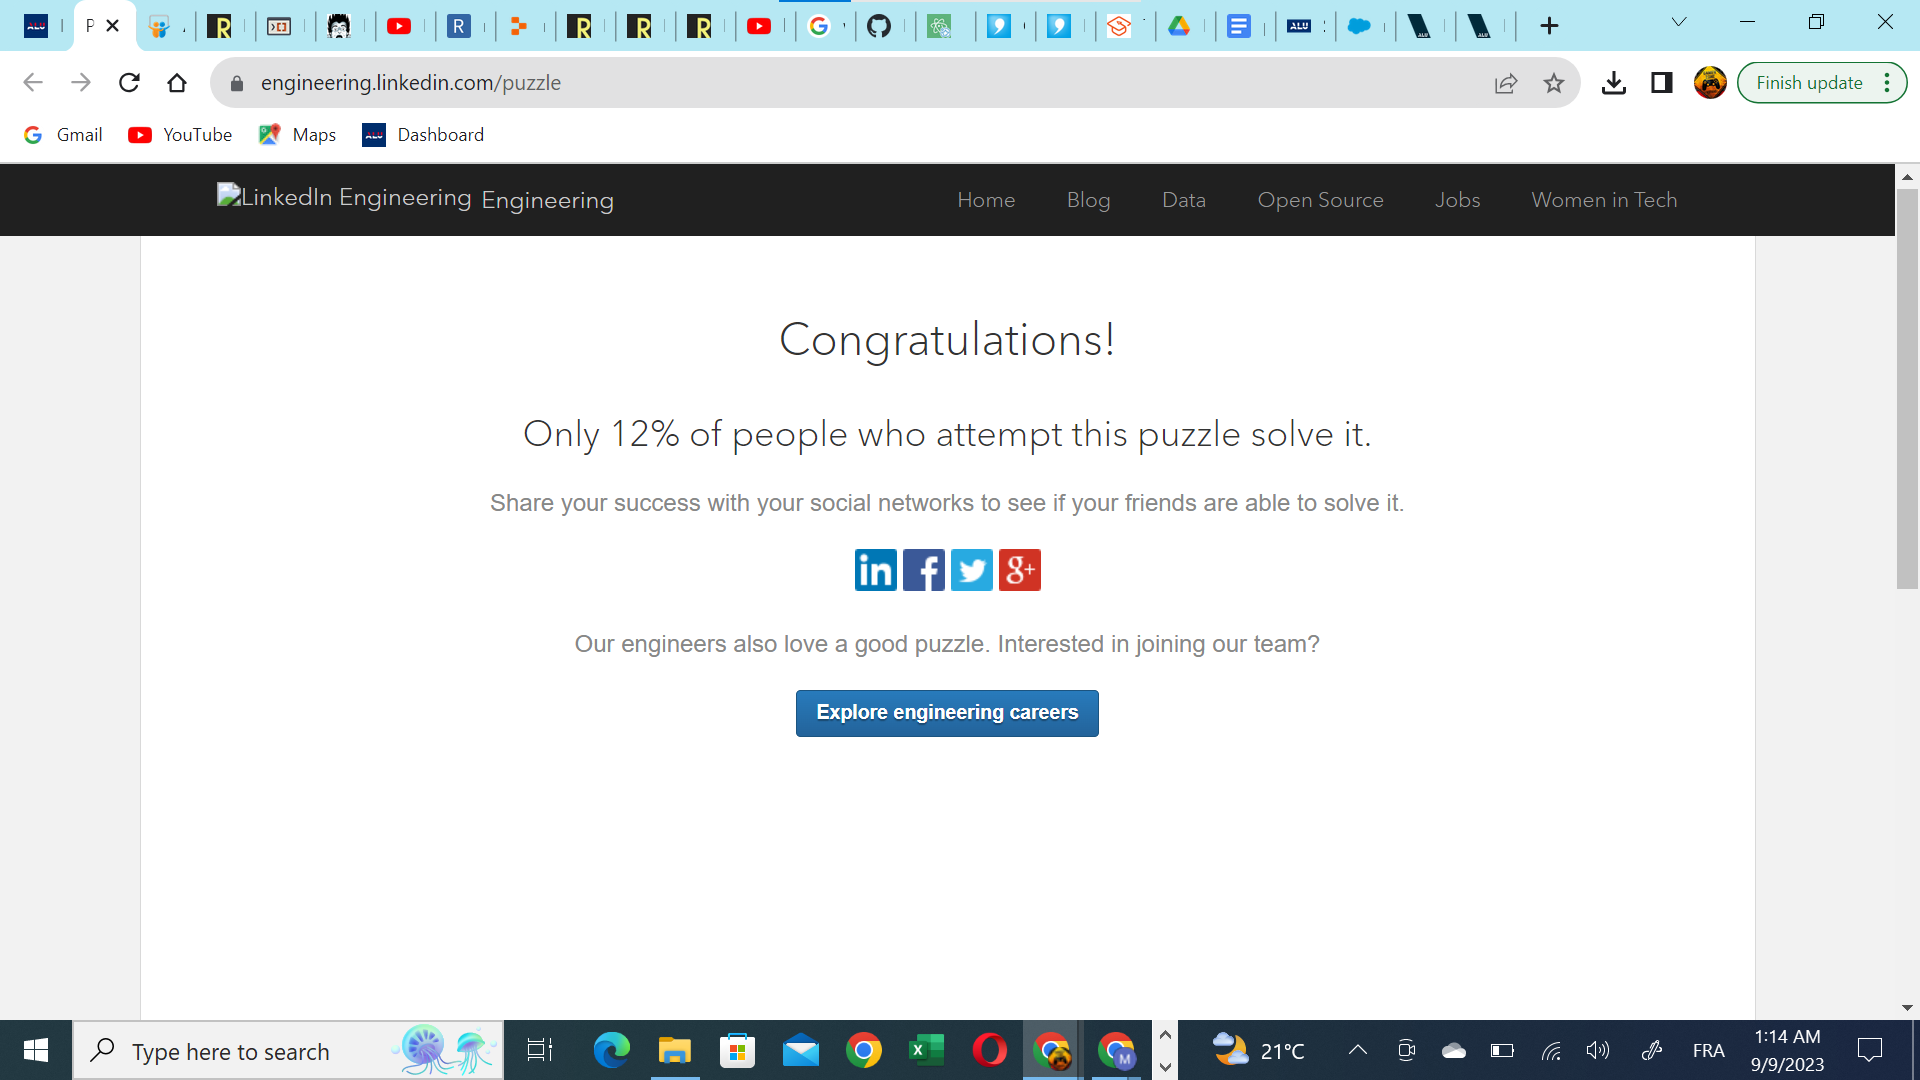 P
engineering.linkedin.com/puzzle
Finish update
Gmail
YouTube
Maps
ALU
Dashboard
LinkedIn Engineering
Engineering
Home
Blog
Data
Open Source
Jobs
Women in Tech
Congratulations!
Only 12% of people who attempt this puzzle solve it.
Share your success with your social networks to see if your friends are able to solve it.
in f g+
Our engineers also love a good puzzle. Interested in joining our team?
Explore engineering careers
Type here to search
21°C
FRA
1:14 AM
9/9/2023